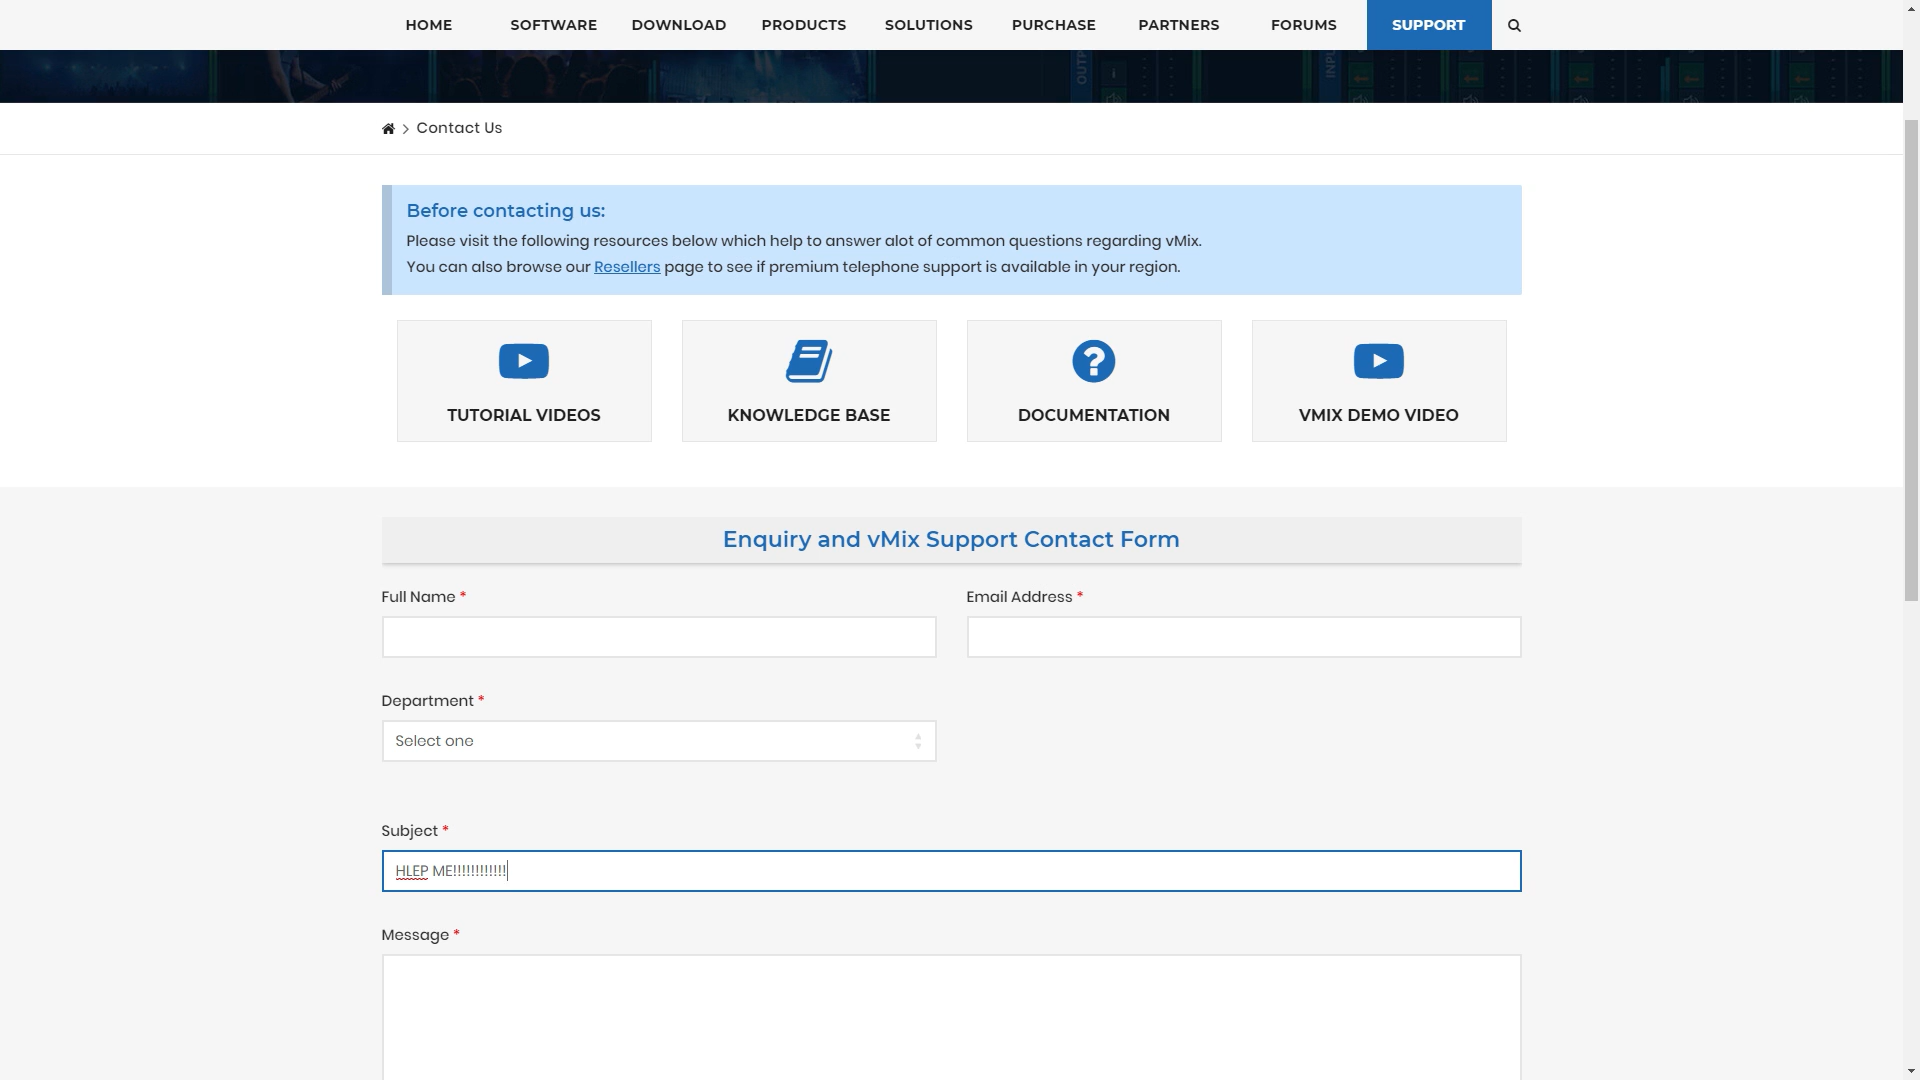 HOME SOFTWARE DOWNLOAD PRODUCTS SOLUTIONS PURCHASE PARTNERS FORUMS SUPPORT
Contact Us
Before contacting us:
Please visit the following resources below which help to answer alot of common questions regarding vMix.
You can also browse our Resellers page to see if premium telephone support is available in your region.
TUTORIAL VIDEOS KNOWLEDGE BASE DOCUMENTATION VMIX DEMO VIDEO
Enquiry and vMix Support Contact Form
Full Name * Email Address *
Department *
Select one
Subject *
HLEP ME!!!!!!!!!!!!
Message *